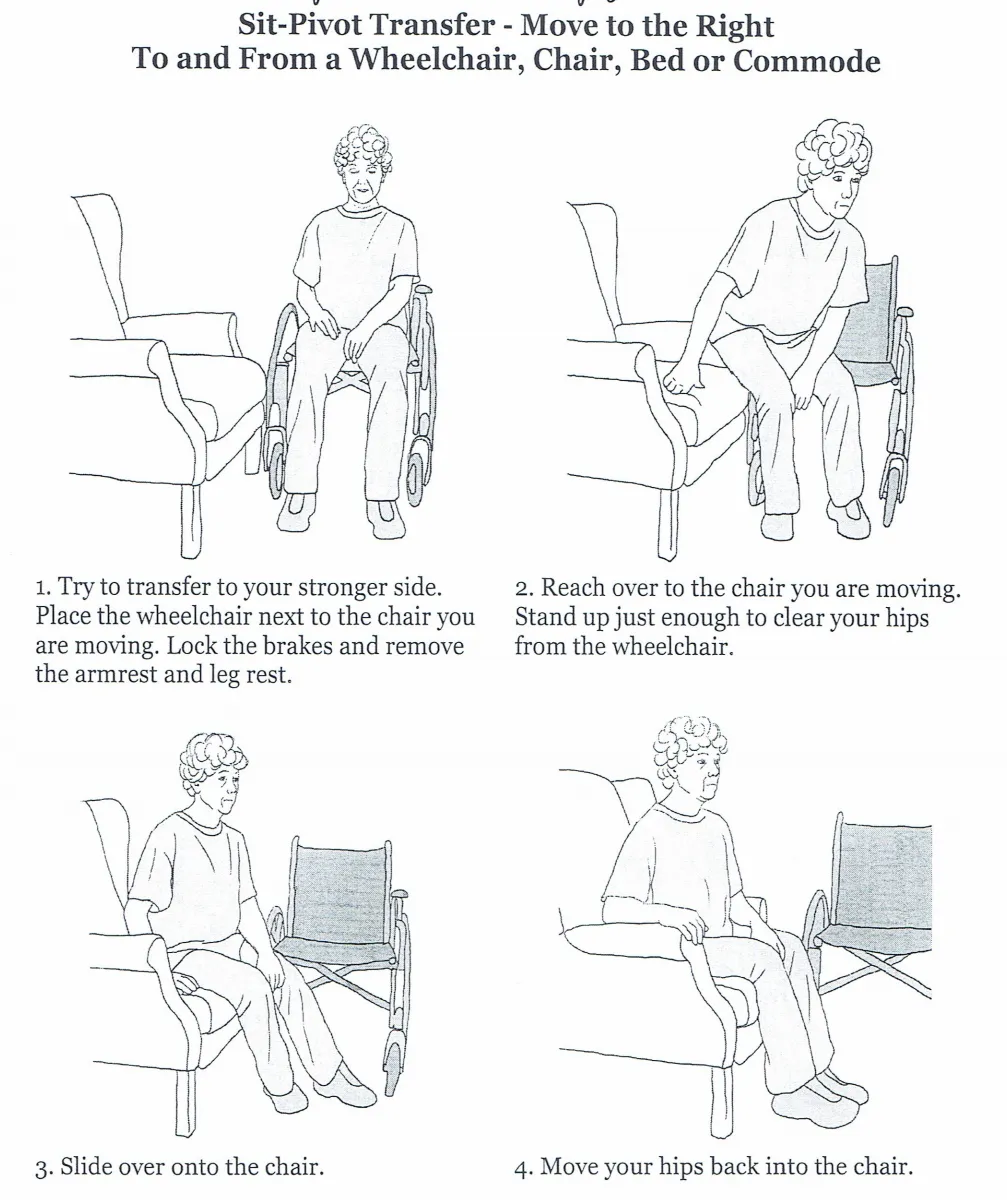 Sit-Pivot Transfer - Move to the Right
To and From a Wheelchair, Chair, Bed or Commode
1. Try to transfer to your stronger side.
Place the wheelchair next to the chair you
are moving. Lock the brakes and remove
the armrest and leg rest.
2. Reach over to the chair you are moving.
Stand up just enough to clear your hips
from the wheelchair.
3. Slide over onto the chair.
4. Move your hips back into the chair.